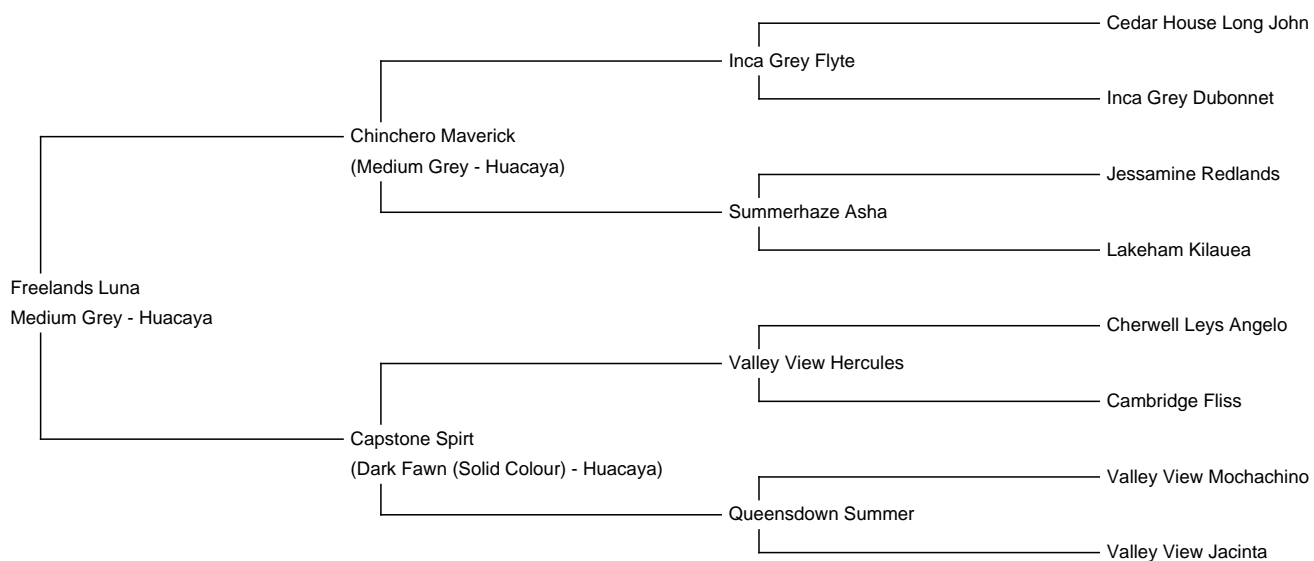 Cedar House Long John
Inca Grey Flyte
Inca Grey Dubonnet
Chinchero Maverick
(Medium Grey - Huacaya)
Jessamine Redlands
Summerhaze Asha
Lakeham Kilauea
Freelands Luna
Medium Grey - Huacaya
Cherwell Leys Angelo
Valley View Hercules
Cambridge Fliss
Capstone Spirt
(Dark Fawn (Solid Colour) - Huacaya)
Valley View Mochachino
Queensdown Summer
Valley View Jacinta